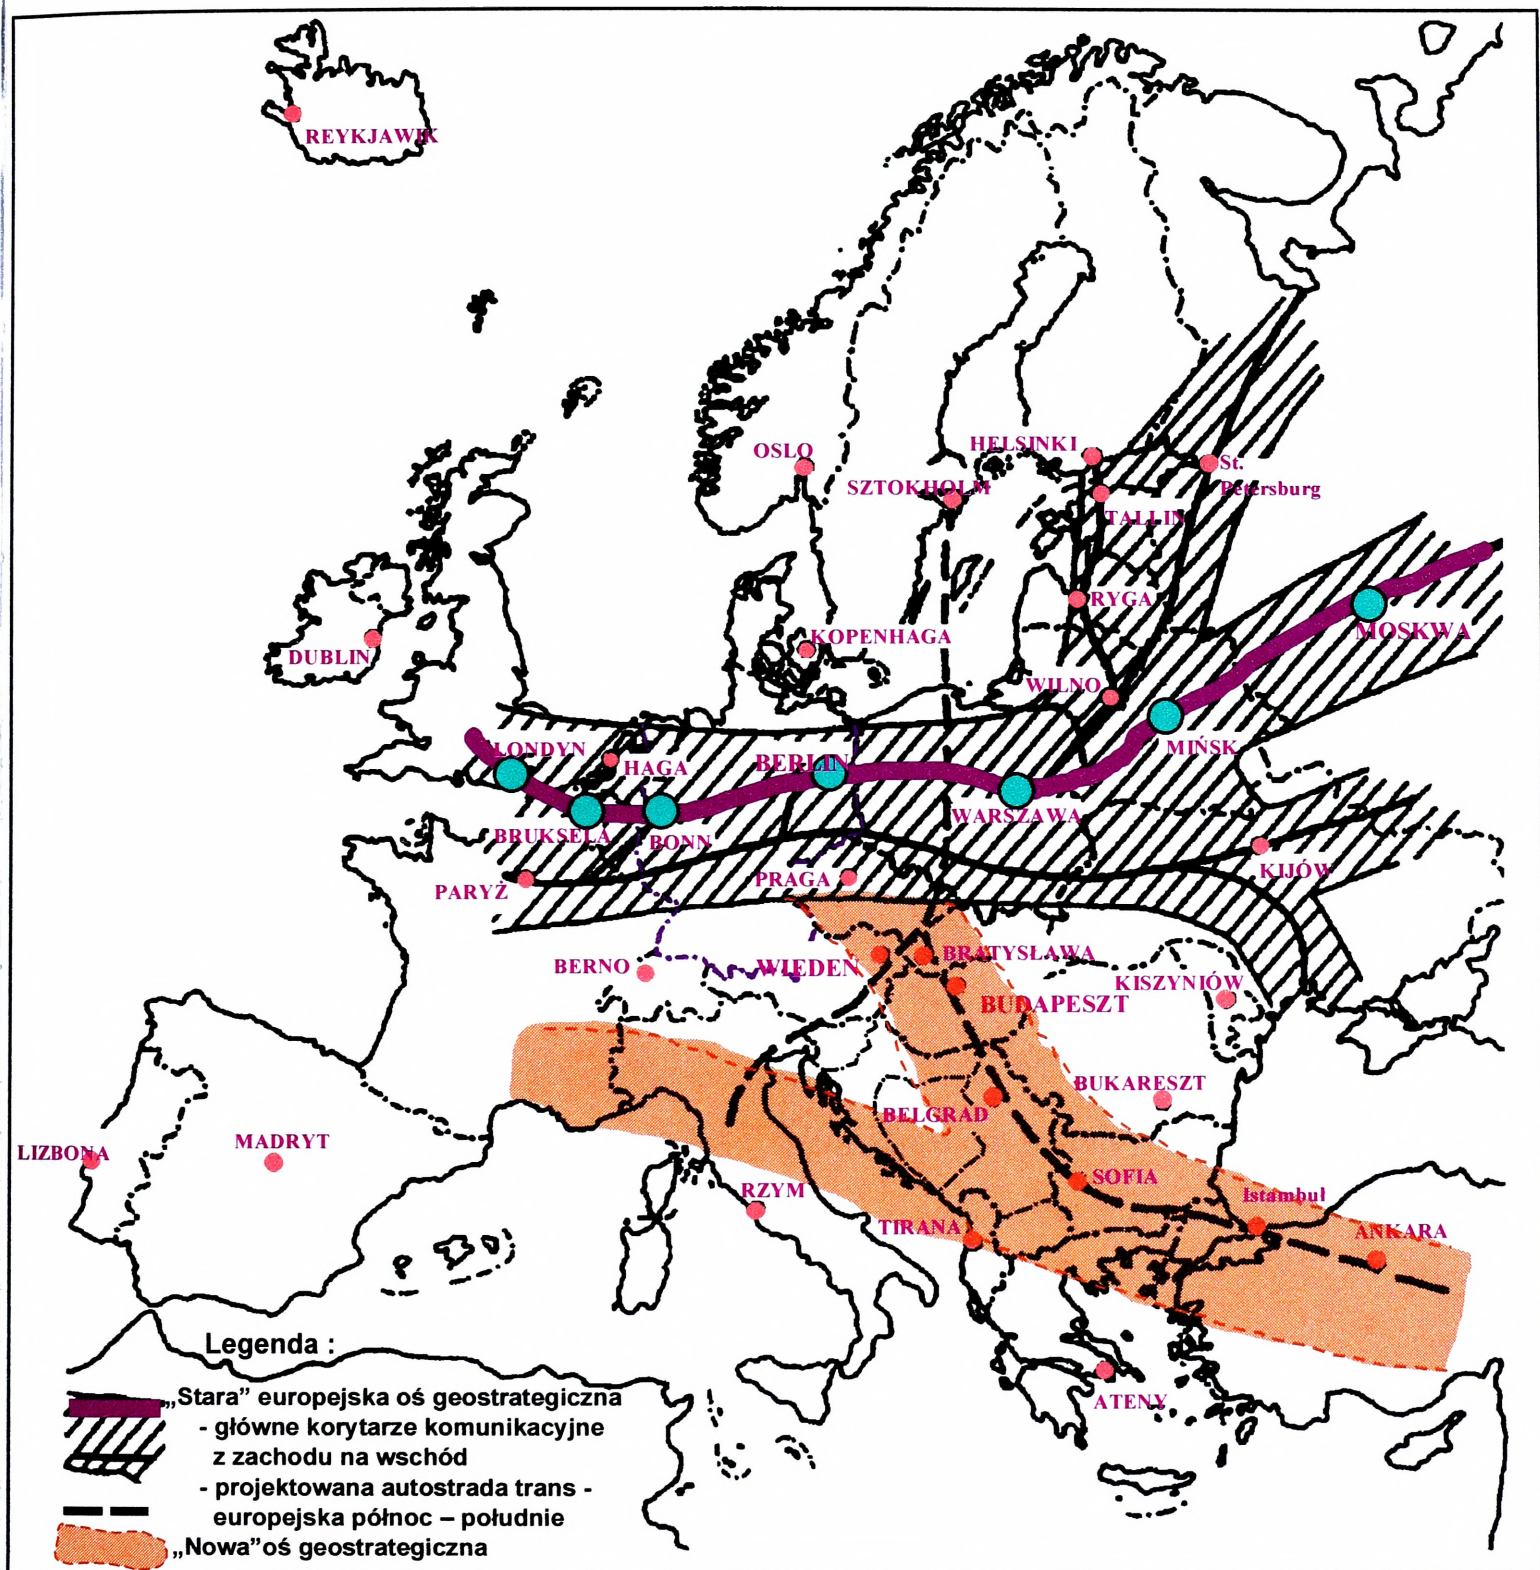 REYKJAWIK
OSLO
HELSINKI
SZTOKHOLM
St.
Petersburg
TALLIN
RYGA
KOPENHAGA
MOSKWA
DUBLIN
WILNO
MIŃSK
LONDYN
HAGA
BERLIN
WARSZAWA
BRUKSELA
BONN
KIJÓW
PARYŻ
PRAGA
BERNO
WIEDEŃ
BRATYSŁAWA
KISZYNIÓW
BUDAPESZT
BUKARESZT
BELGRAD
LIZBONA
MADRYT
SOFIA
RZYM
Istambuł
TIRANA
ANKARA
ATENY
Legenda :
„Stara” europejska oś geostrategiczna
- główne korytarze komunikacyjne
z zachodu na wschód
- projektowana autostrada trans -
europejska północ – południe
„Nowa”oś geostrategiczna